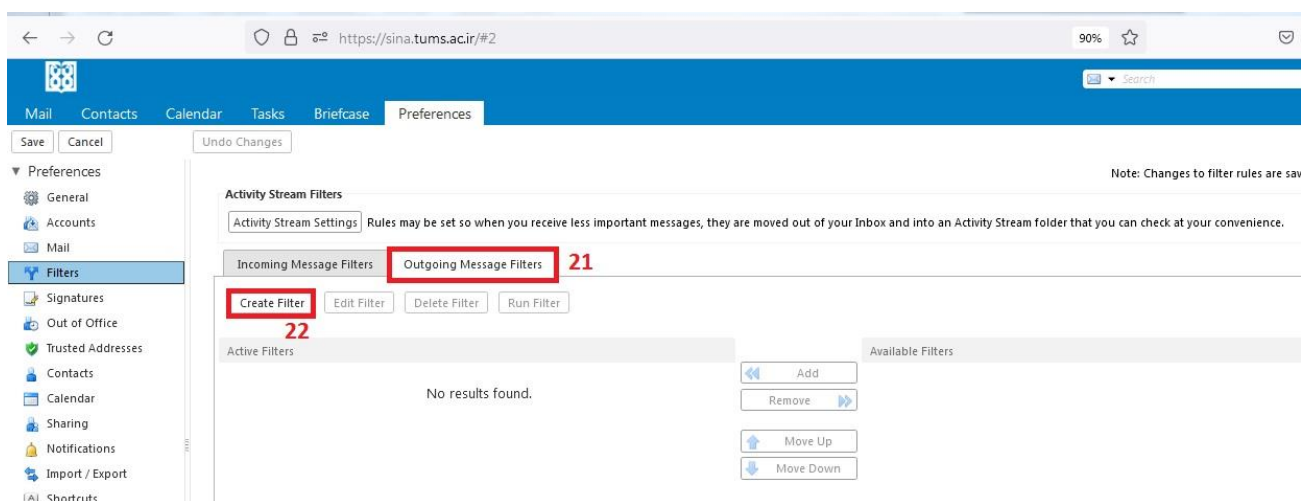 https://sina.tums.ac.ir/#2
90%
Search
Mail Contacts Calendar Tasks Briefcase Preferences
Save Cancel Undo Changes
Preferences
Note: Changes to filter rules are sav
General
Accounts
Mail
Filters
Signatures
Out of Office
Trusted Addresses
Contacts
Calendar
Sharing
Notifications
Import / Export
Shortcuts
Activity Stream Filters
Activity Stream Settings Rules may be set so when you receive less important messages, they are moved out of your Inbox and into an Activity Stream folder that you can check at your convenience.
Incoming Message Filters Outgoing Message Filters 21
Create Filter Edit Filter Delete Filter Run Filter
22
Active Filters Available Filters
No results found.
Add
Remove
Move Up
Move Down